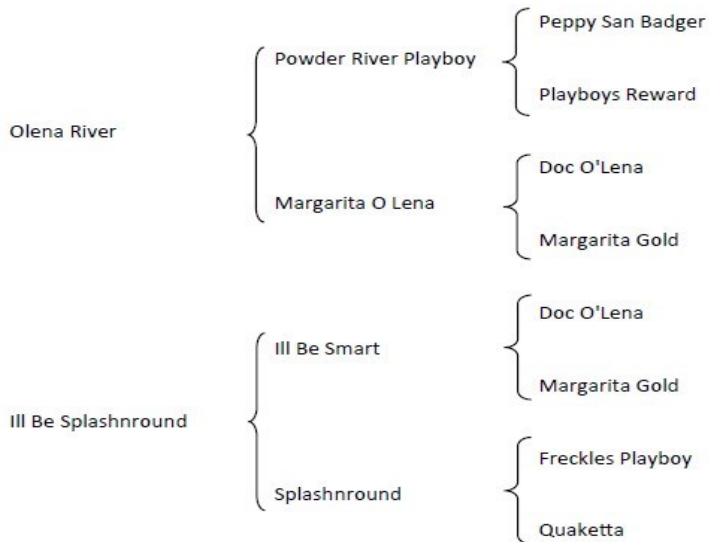 Peppy San Badger
Powder River Playboy
Playboys Reward
Olena River
Doc O'Lena
Margarita O Lena
Margarita Gold
Doc O'Lena
Ill Be Smart
Margarita Gold
Ill Be Splashnround
Freckles Playboy
Splashnround
Quaketta